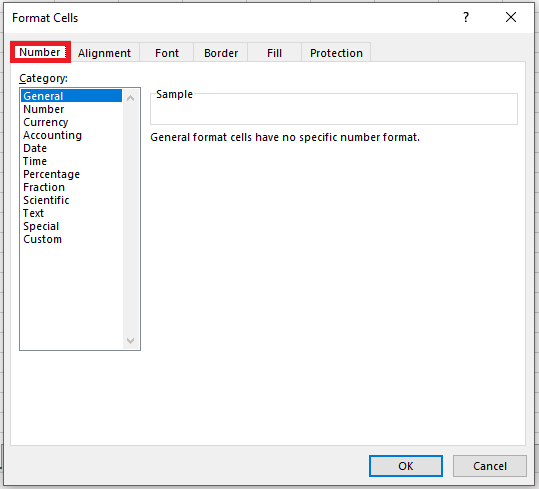 Format Cells
?
Number Alignment Font Border Fill Protection
Category:
General
Number
Currency
Accounting
Date
Time
Percentage
Fraction
Scientific
Text
Special
Custom
Sample
General format cells have no specific number format.
OK Cancel